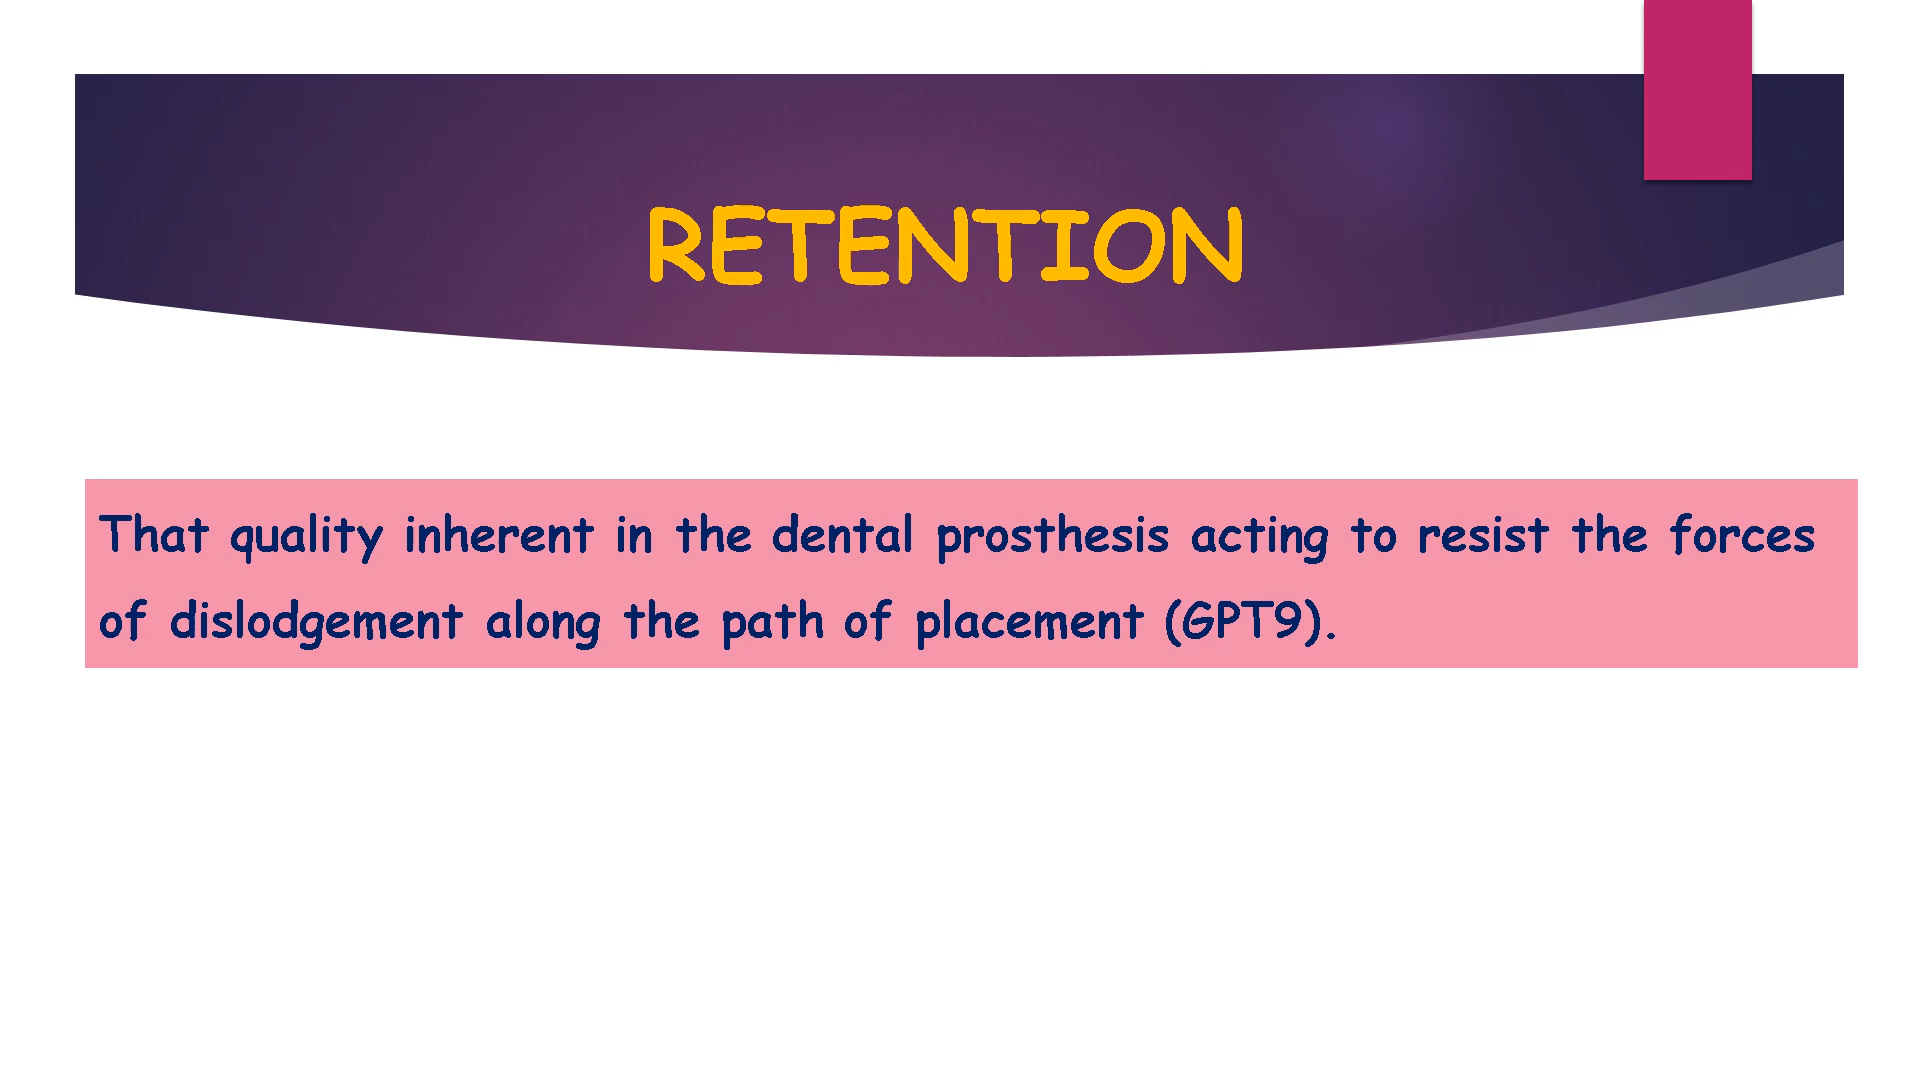 RETENTION
That quality inherent in the dental prosthesis acting to resist the forces
of dislodgement along the path of placement (GPT9).